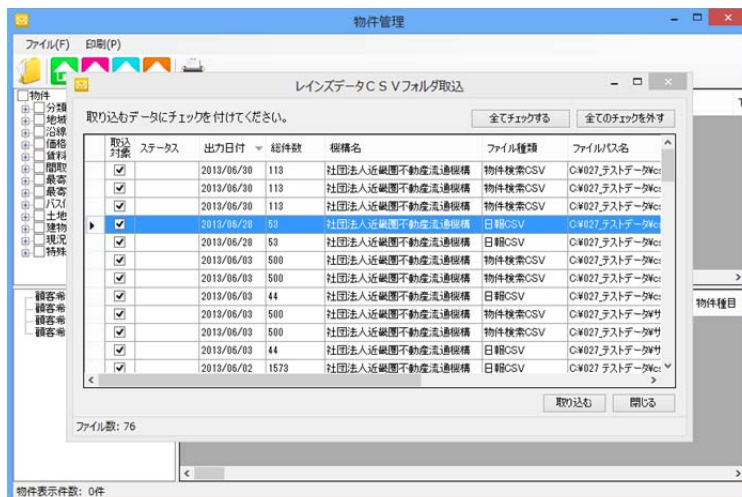 物件管理
ファイル(F) 印刷(P)
レインズデータＣＳＶフォルダ取込
取り込むデータにチェックを付けてください。 全てチェックする 全てのチェックを外す
取込対象 ステータス 出力日付 総件数 機構名 ファイル種類 ファイルパス名
2013/06/30 113 社団法人近畿圏不動産流通機構 物件検索CSV C:¥027_テストデータ¥cs
2013/06/30 113 社団法人近畿圏不動産流通機構 物件検索CSV C:¥027_テストデータ¥cs
2013/06/30 113 社団法人近畿圏不動産流通機構 物件検索CSV C:¥027_テストデータ¥cs
2013/06/28 53 社団法人近畿圏不動産流通機構 日報CSV C:¥027_テストデータ¥cs
2013/06/28 53 社団法人近畿圏不動産流通機構 日報CSV C:¥027_テストデータ¥cs
2013/06/03 500 社団法人近畿圏不動産流通機構 物件検索CSV C:¥027_テストデータ¥cs
2013/06/03 500 社団法人近畿圏不動産流通機構 物件検索CSV C:¥027_テストデータ¥cs
2013/06/03 44 社団法人近畿圏不動産流通機構 日報CSV C:¥027_テストデータ¥cs
2013/06/03 500 社団法人近畿圏不動産流通機構 物件検索CSV C:¥027_テストデータ¥サ
2013/06/03 500 社団法人近畿圏不動産流通機構 物件検索CSV C:¥027_テストデータ¥サ
2013/06/03 44 社団法人近畿圏不動産流通機構 日報CSV C:¥027_テストデータ¥サ
2013/06/02 1573 社団法人近畿圏不動産流通機構 日報CSV C:¥027_テストデータ¥cs
取り込む 閉じる
ファイル数: 76
物件
分類
地域
沿線
価格
賃料
間取
最寄
最寄
バス
土地
建物
現況
特殊
顧客希
顧客希
顧客希
顧客希
物件種目
物件表示件数: 0件